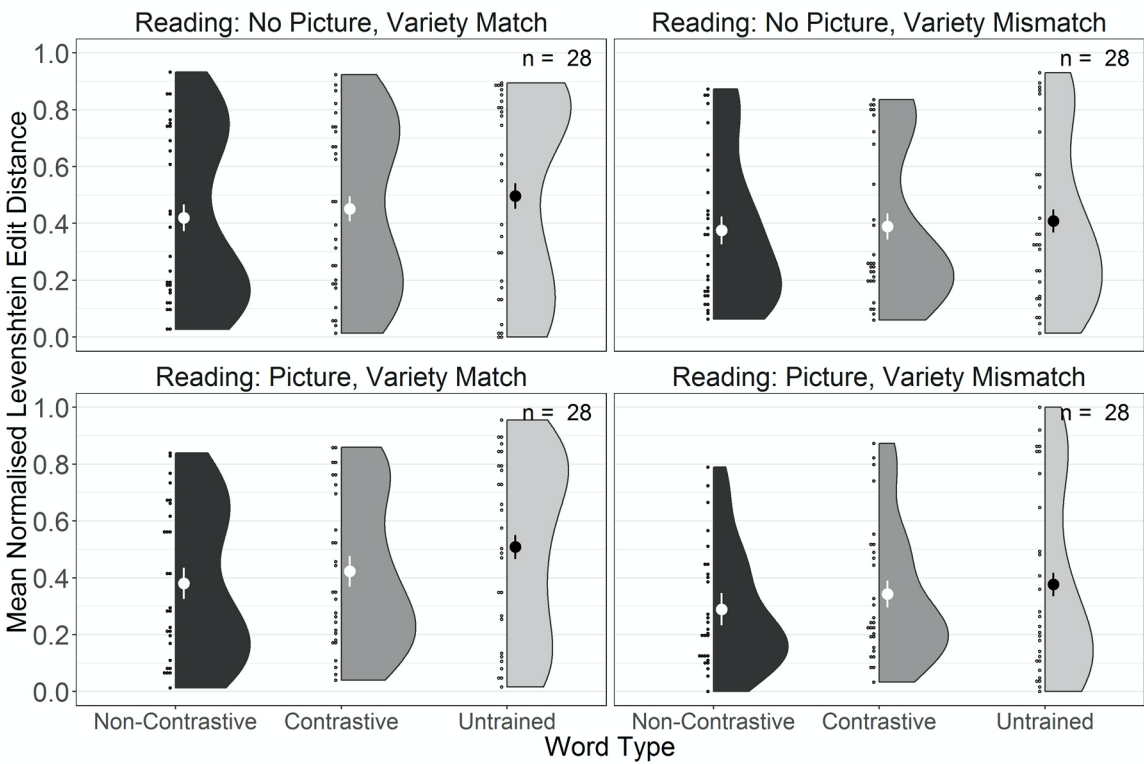 Reading: No Picture, Variety Match
Reading: No Picture, Variety Mismatch
n = 28
n = 28
1.0
0.8
0.6
0.4
0.2
0.0
Reading: Picture, Variety Match
Reading: Picture, Variety Mismatch
n = 28
n = 28
1.0
0.8
0.6
0.4
0.2
0.0
Mean Normalised Levenshtein Edit Distance
Non-Contrastive Contrastive Untrained
Non-Contrastive Contrastive Untrained
Word Type